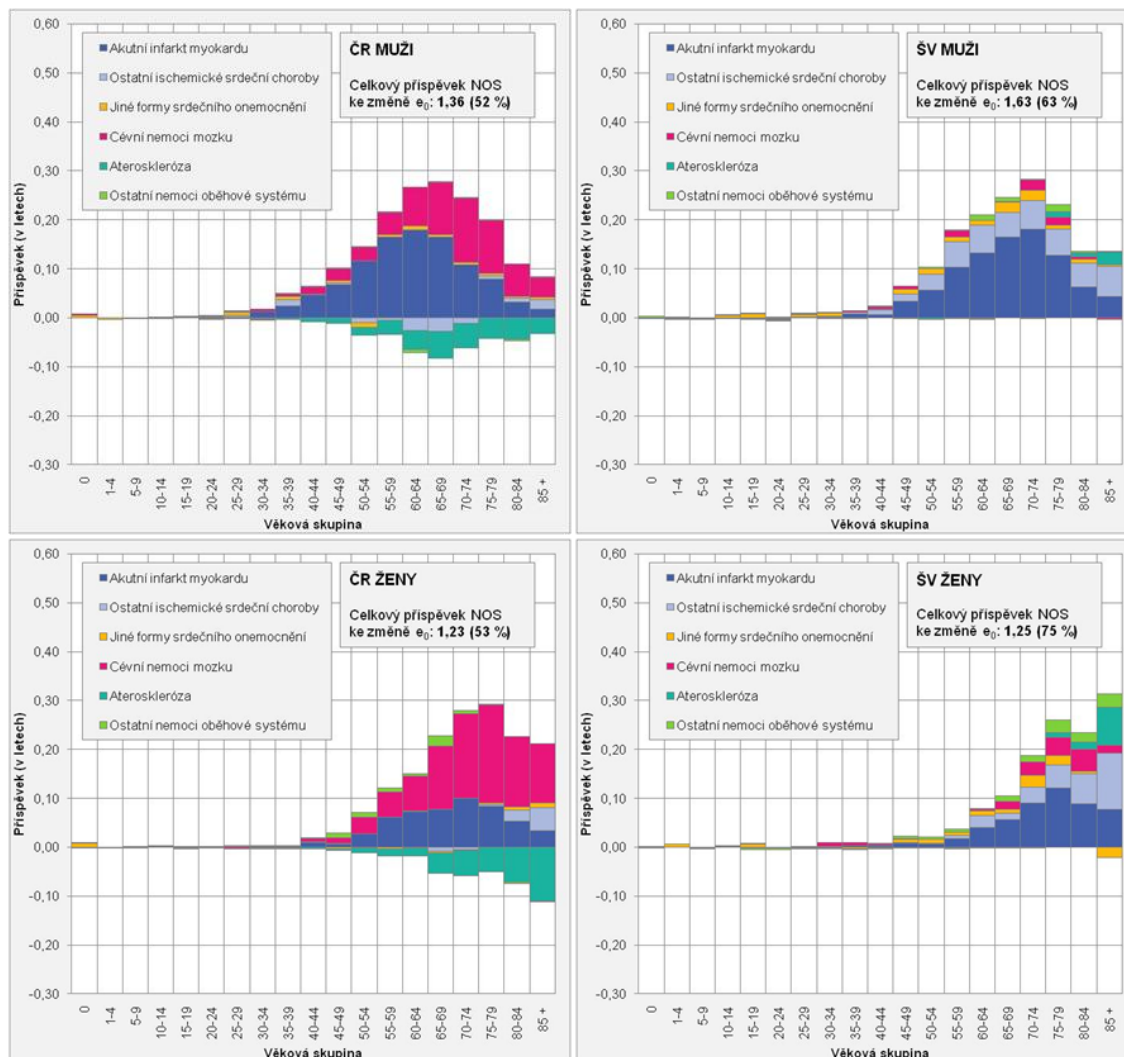 0,60
0,50
0,40
0,30
0,20
0,10
0,00
-0,10
-0,20
-0,30
Příspěvek (v letech)
Akutní infarkt myokardu
Ostatní ischemické srdeční choroby
Jiné formy srdečního onemocnění
Cévní nemoci mozku
Ateroskleróza
Ostatní nemoci oběhové systému
ČR MUŽI
Celkový příspěvek NOS
ke změně e₀: 1,36 (52 %)
0 1-4 5-9 10-14 15-19 20-24 25-29 30-34 35-39 40-44 45-49 50-54 55-59 60-64 65-69 70-74 75-79 80-84 85 +
Věková skupina
0,60
0,50
0,40
0,30
0,20
0,10
0,00
-0,10
-0,20
-0,30
Příspěvek (v letech)
Akutní infarkt myokardu
Ostatní ischemické srdeční choroby
Jiné formy srdečního onemocnění
Cévní nemoci mozku
Ateroskleróza
Ostatní nemoci oběhové systému
ŠV MUŽI
Celkový příspěvek NOS
ke změně e₀: 1,63 (63 %)
0 1-4 5-9 10-14 15-19 20-24 25-29 30-34 35-39 40-44 45-49 50-54 55-59 60-64 65-69 70-74 75-79 80-84 85 +
Věková skupina
0,60
0,50
0,40
0,30
0,20
0,10
0,00
-0,10
-0,20
-0,30
Příspěvek (v letech)
Akutní infarkt myokardu
Ostatní ischemické srdeční choroby
Jiné formy srdečního onemocnění
Cévní nemoci mozku
Ateroskleróza
Ostatní nemoci oběhové systému
ČR ŽENY
Celkový příspěvek NOS
ke změně e₀: 1,23 (53 %)
0 1-4 5-9 10-14 15-19 20-24 25-29 30-34 35-39 40-44 45-49 50-54 55-59 60-64 65-69 70-74 75-79 80-84 85 +
Věková skupina
0,60
0,50
0,40
0,30
0,20
0,10
0,00
-0,10
-0,20
-0,30
Příspěvek (v letech)
Akutní infarkt myokardu
Ostatní ischemické srdeční choroby
Jiné formy srdečního onemocnění
Cévní nemoci mozku
Ateroskleróza
Ostatní nemoci oběhové systému
ŠV ŽENY
Celkový příspěvek NOS
ke změně e₀: 1,25 (75 %)
0 1-4 5-9 10-14 15-19 20-24 25-29 30-34 35-39 40-44 45-49 50-54 55-59 60-64 65-69 70-74 75-79 80-84 85 +
Věková skupina